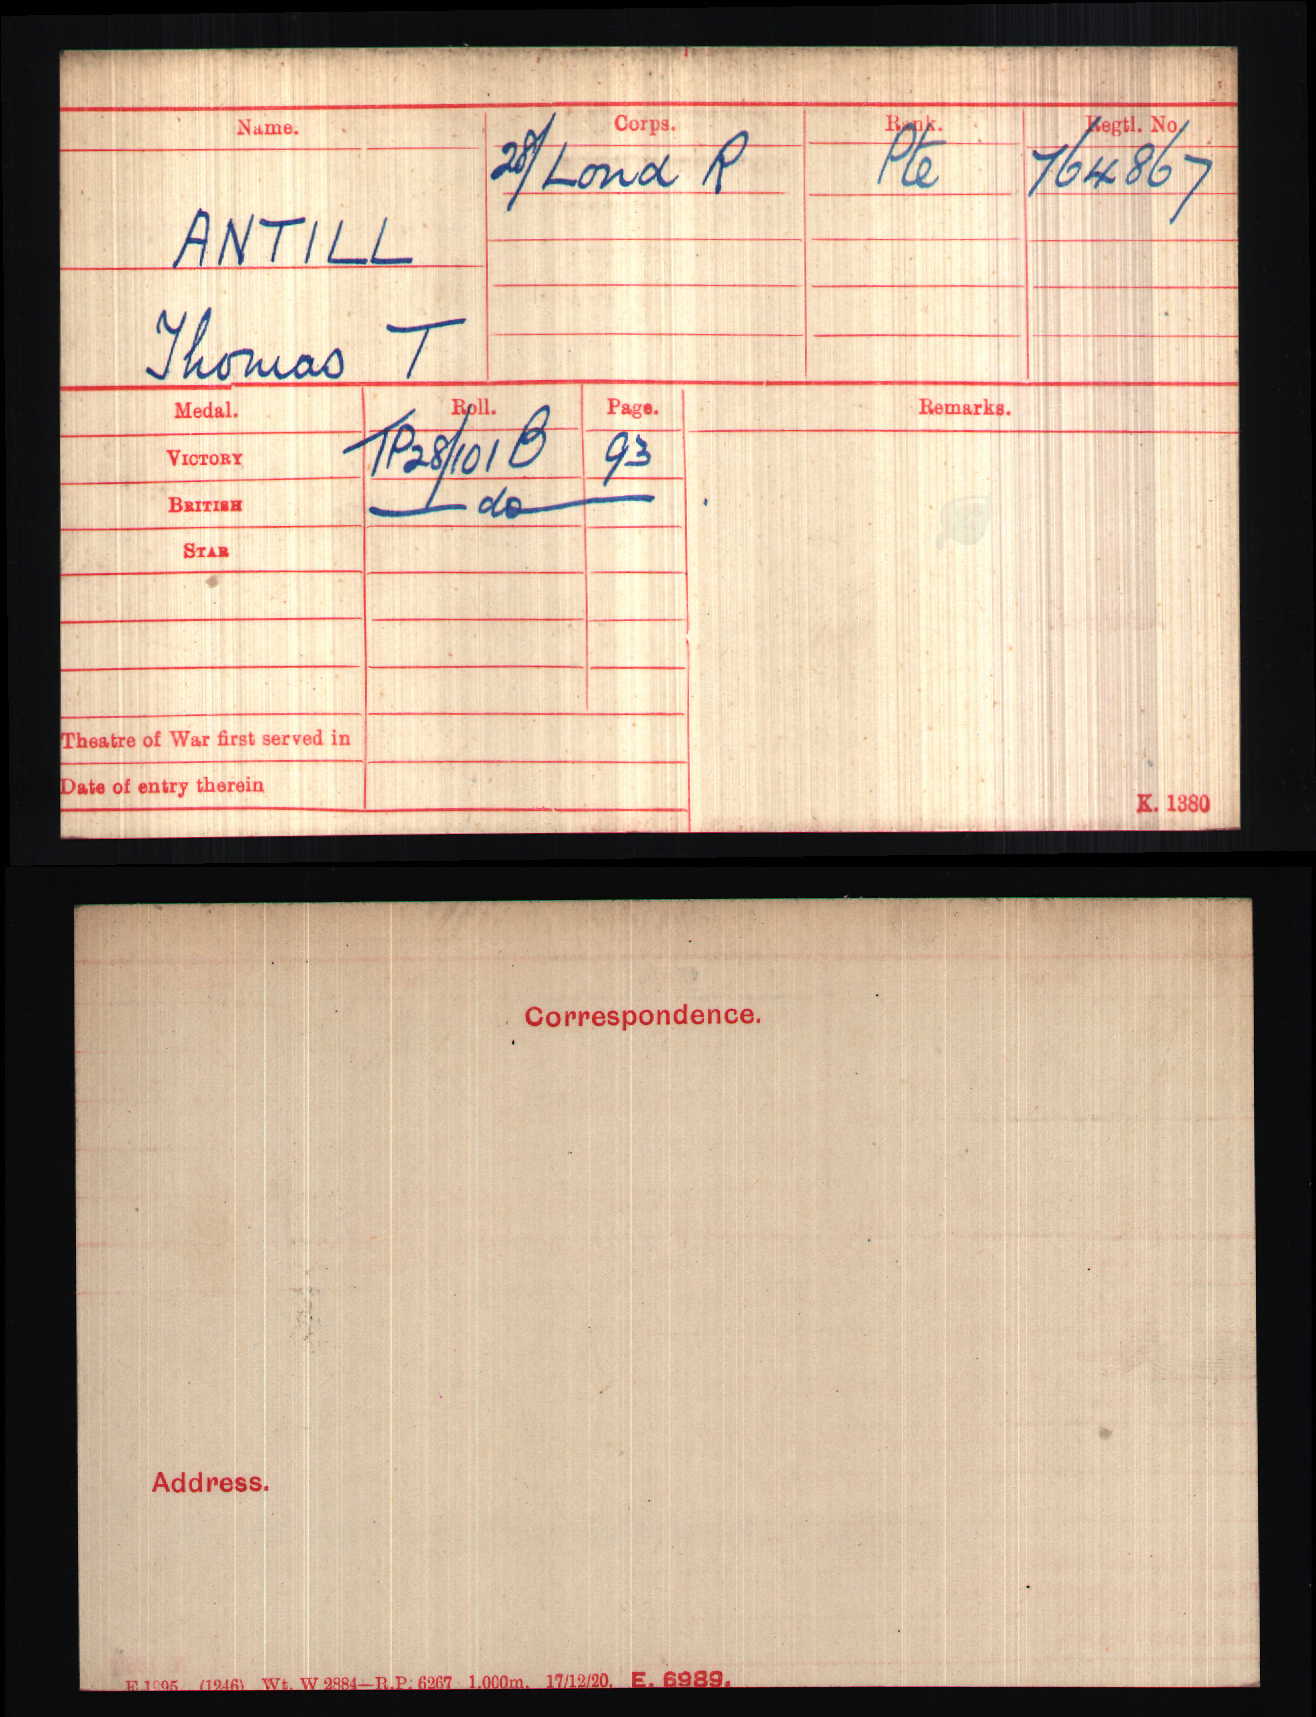 Name. Corps. Rank. Regtl. No.
28/Lond R Pte 764867
ANTILL
Thomas T
Medal. Roll. Page. Remarks.
VICTORY TP28/101B 93
BRITISH do
STAR
Theatre of War first served in
Date of entry therein
K. 1380
Correspondence.
Address.
(1246) Wt. W 2884—R.P. 6267 1,000m. 17/12/20. E. 6989.